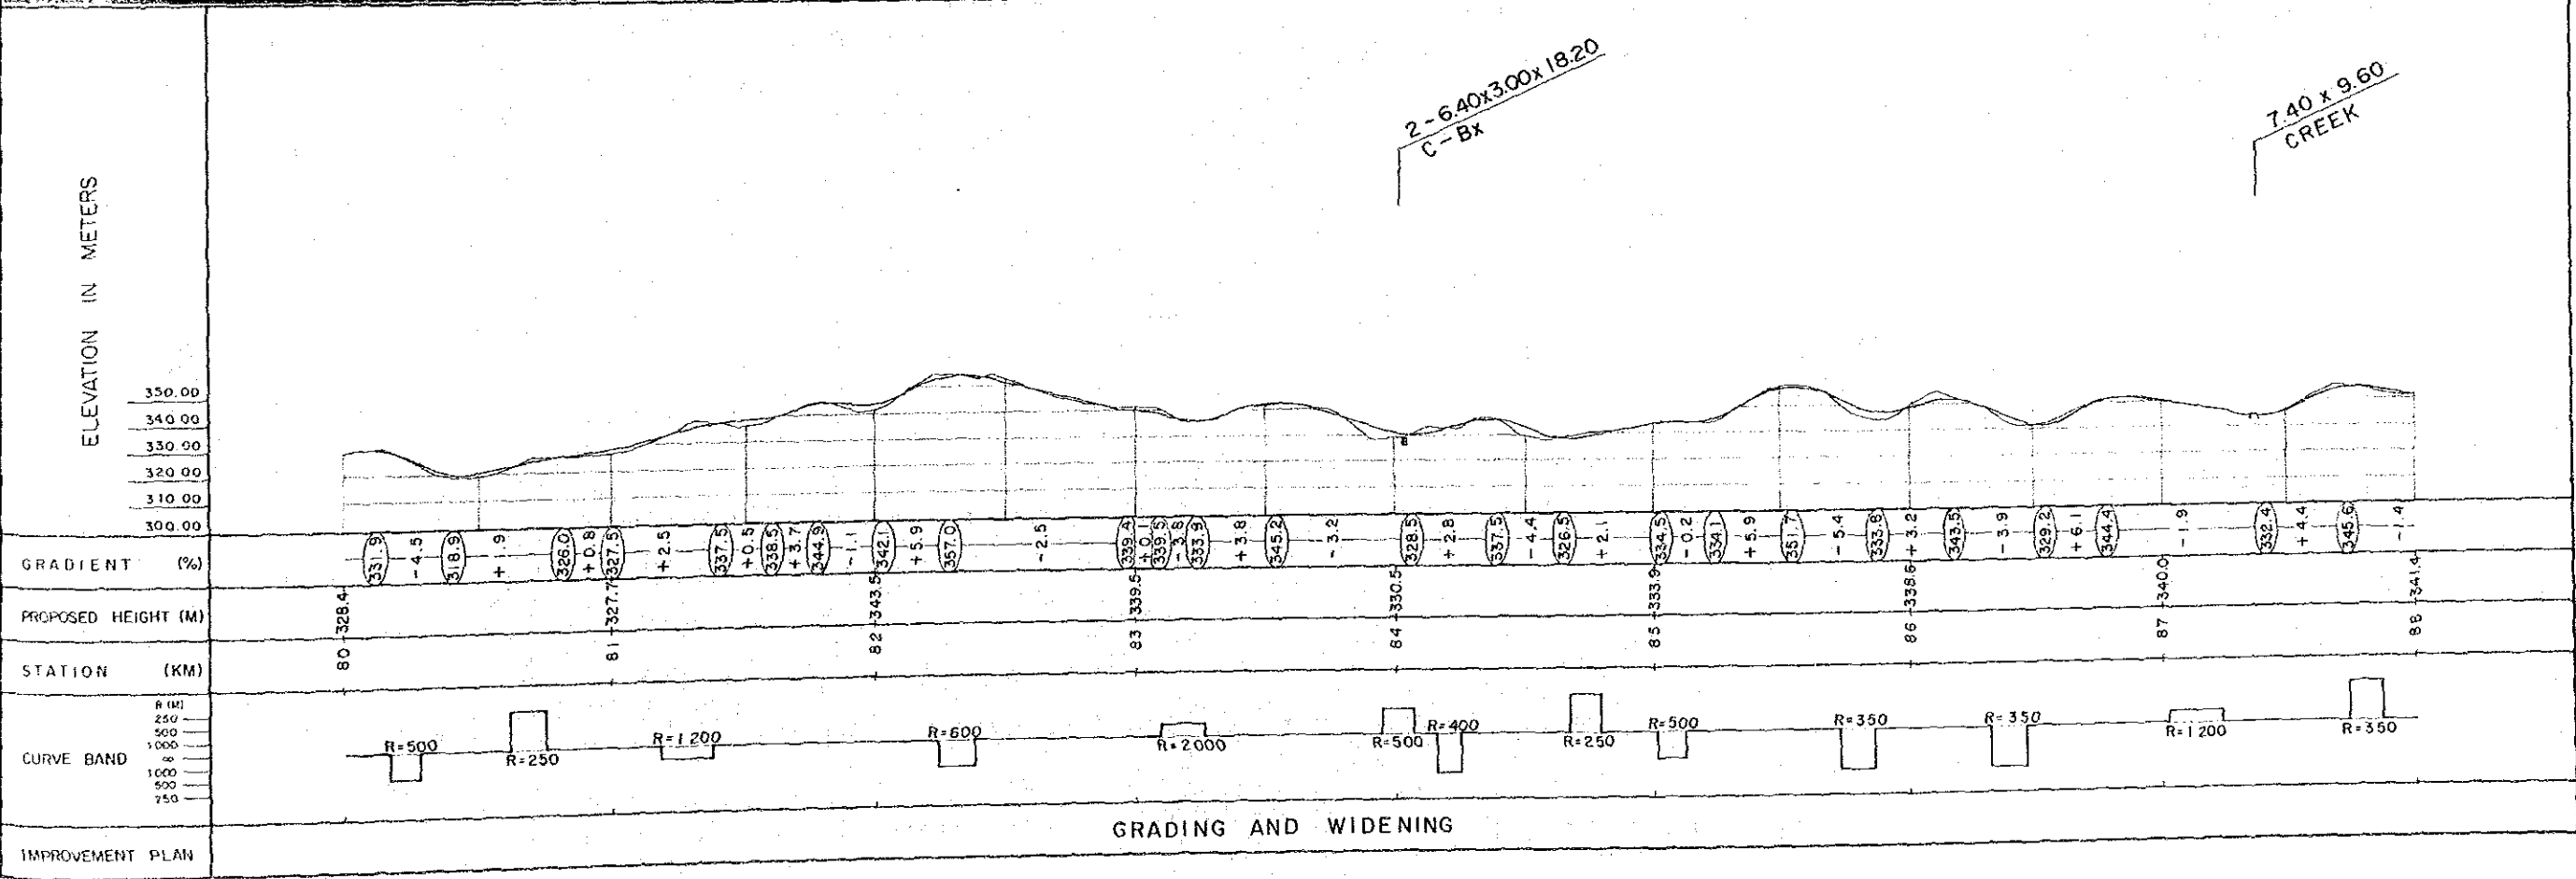 2-6.40x3.00x18.20
C-Bx
7.40 x 9.60
CREEK
ELEVATION IN METERS
350.00
340.00
330.00
320.00
310.00
300.00
GRADIENT (%)
331.9 -4.5 318.9 +1.9 326.0 +0.8 327.5 +2.5 337.5 +0.5 338.5 +3.7 344.9 -1.1 342.1 +5.9 357.0 -2.5 339.4 +0.1 339.5 -3.8 333.9 +3.8 345.2 -3.2 328.5 +2.8 337.5 -4.4 326.5 +2.1 334.5 -0.2 334.1 +5.9 351.7 -5.4 333.8 +3.2 343.5 -3.9 329.2 +6.1 344.4 -1.9 332.4 +4.4 345.6 -1.4
PROPOSED HEIGHT (M)
328.4 327.7 343.5 339.5 330.5 333.9 338.6 340.0 341.4
STATION (KM)
80 81 82 83 84 85 86 87 88
CURVE BAND
R (M)
250
500
1000
∞
1000
500
250
R=500 R=250 R=1200 R=600 R=2000 R=500 R=400 R=250 R=500 R=350 R=350 R=1200 R=350
GRADING AND WIDENING
IMPROVEMENT PLAN